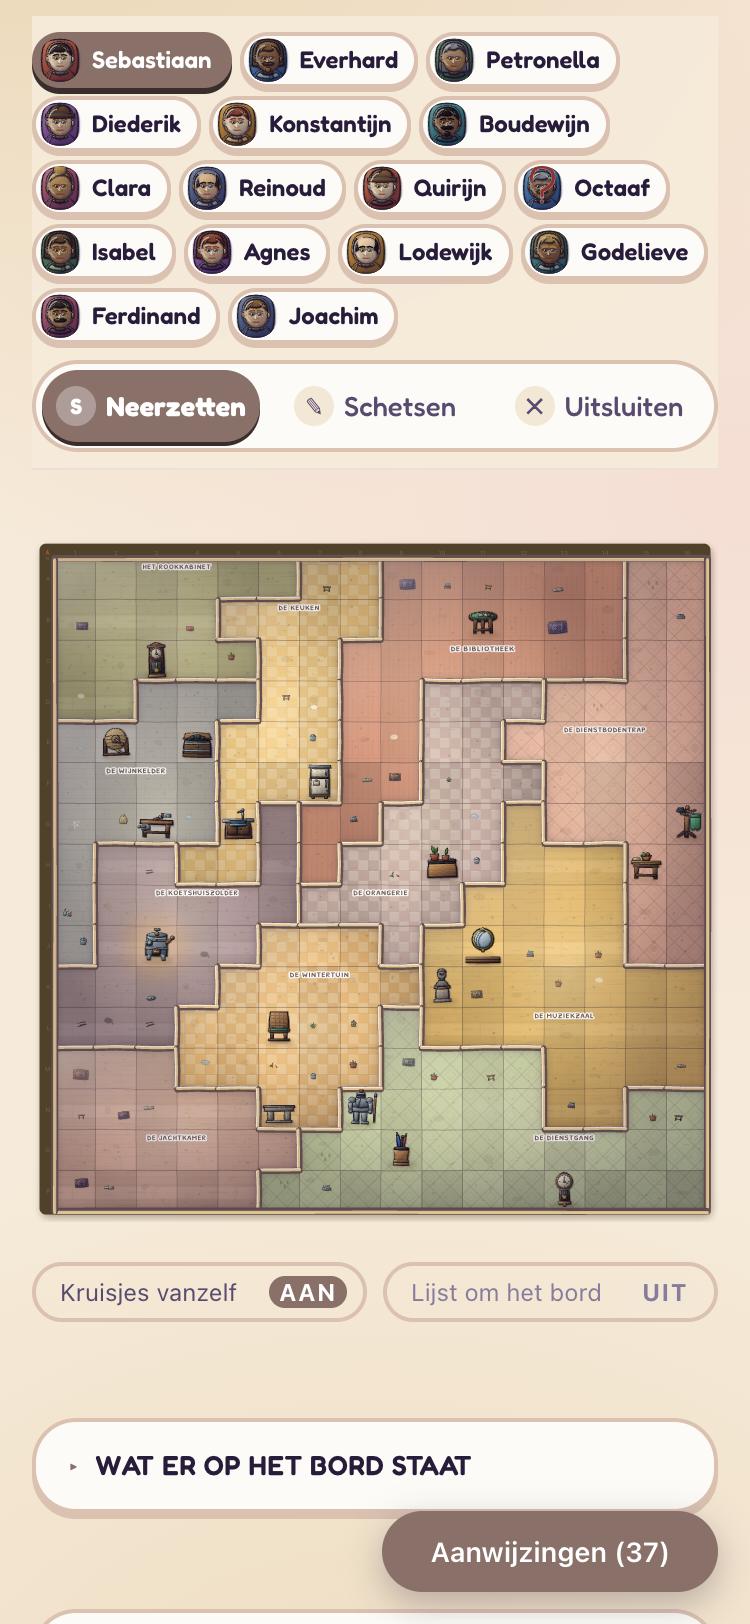 Sebastiaan
Everhard
Petronella
Diederik
Konstantijn
Boudewijn
Clara
Reinoud
Quirijn
Octaaf
Isabel
Agnes
Lodewijk
Godelieve
Ferdinand
Joachim
S Neerzetten
Schetsen
Uitsluiten
HET ROOKKABINET
DE KEUKEN
DE BIBLIOTHEEK
DE DIENSTBODENTRAP
DE WIJNKELDER
DE KOETSHUISZOLDER
DE ORANGERIE
DE WINTERTUIN
DE MUZIEKZAAL
DE JACHTKAMER
DE DIENSTGANG
Kruisjes vanzelf AAN
Lijst om het bord UIT
WAT ER OP HET BORD STAAT
Aanwijzingen (37)